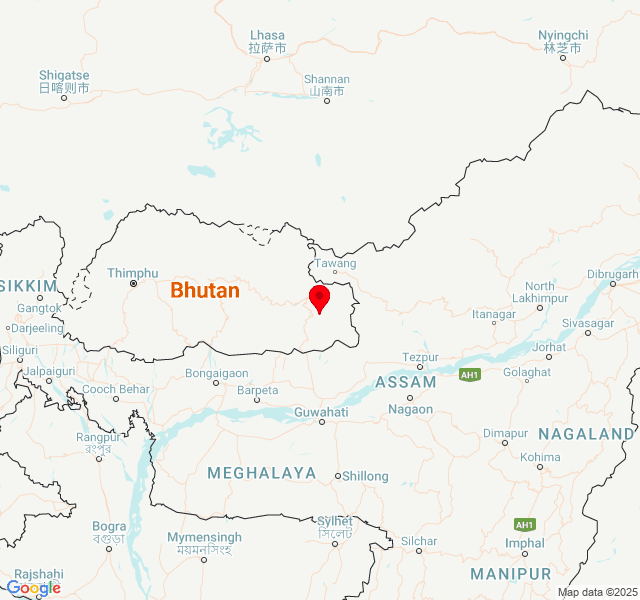 Lhasa
拉萨市
Nyingchi
林芝市
Shigatse
日喀则市
Shannan
山南市
Tawang
Thimphu
Bhutan
SIKKIM
Gangtok
Darjeeling
Siliguri
Jalpaiguri
Cooch Behar
Bongaigaon
Barpeta
Guwahati
Tezpur
ASSAM
AH1
Nagaon
Dibrugarh
North
Lakhimpur
Itanagar
Sivasagar
Jorhat
Golaghat
Rangpur
রংপুর
Dimapur
NAGALAND
Kohima
MEGHALAYA
Shillong
Bogra
বগুড়া
Mymensingh
ময়মনসিংহ
Sylhet
সিলেট
Silchar
AH1
Imphal
MANIPUR
Rajshahi
রাজশাহী
Google
Map data ©2025